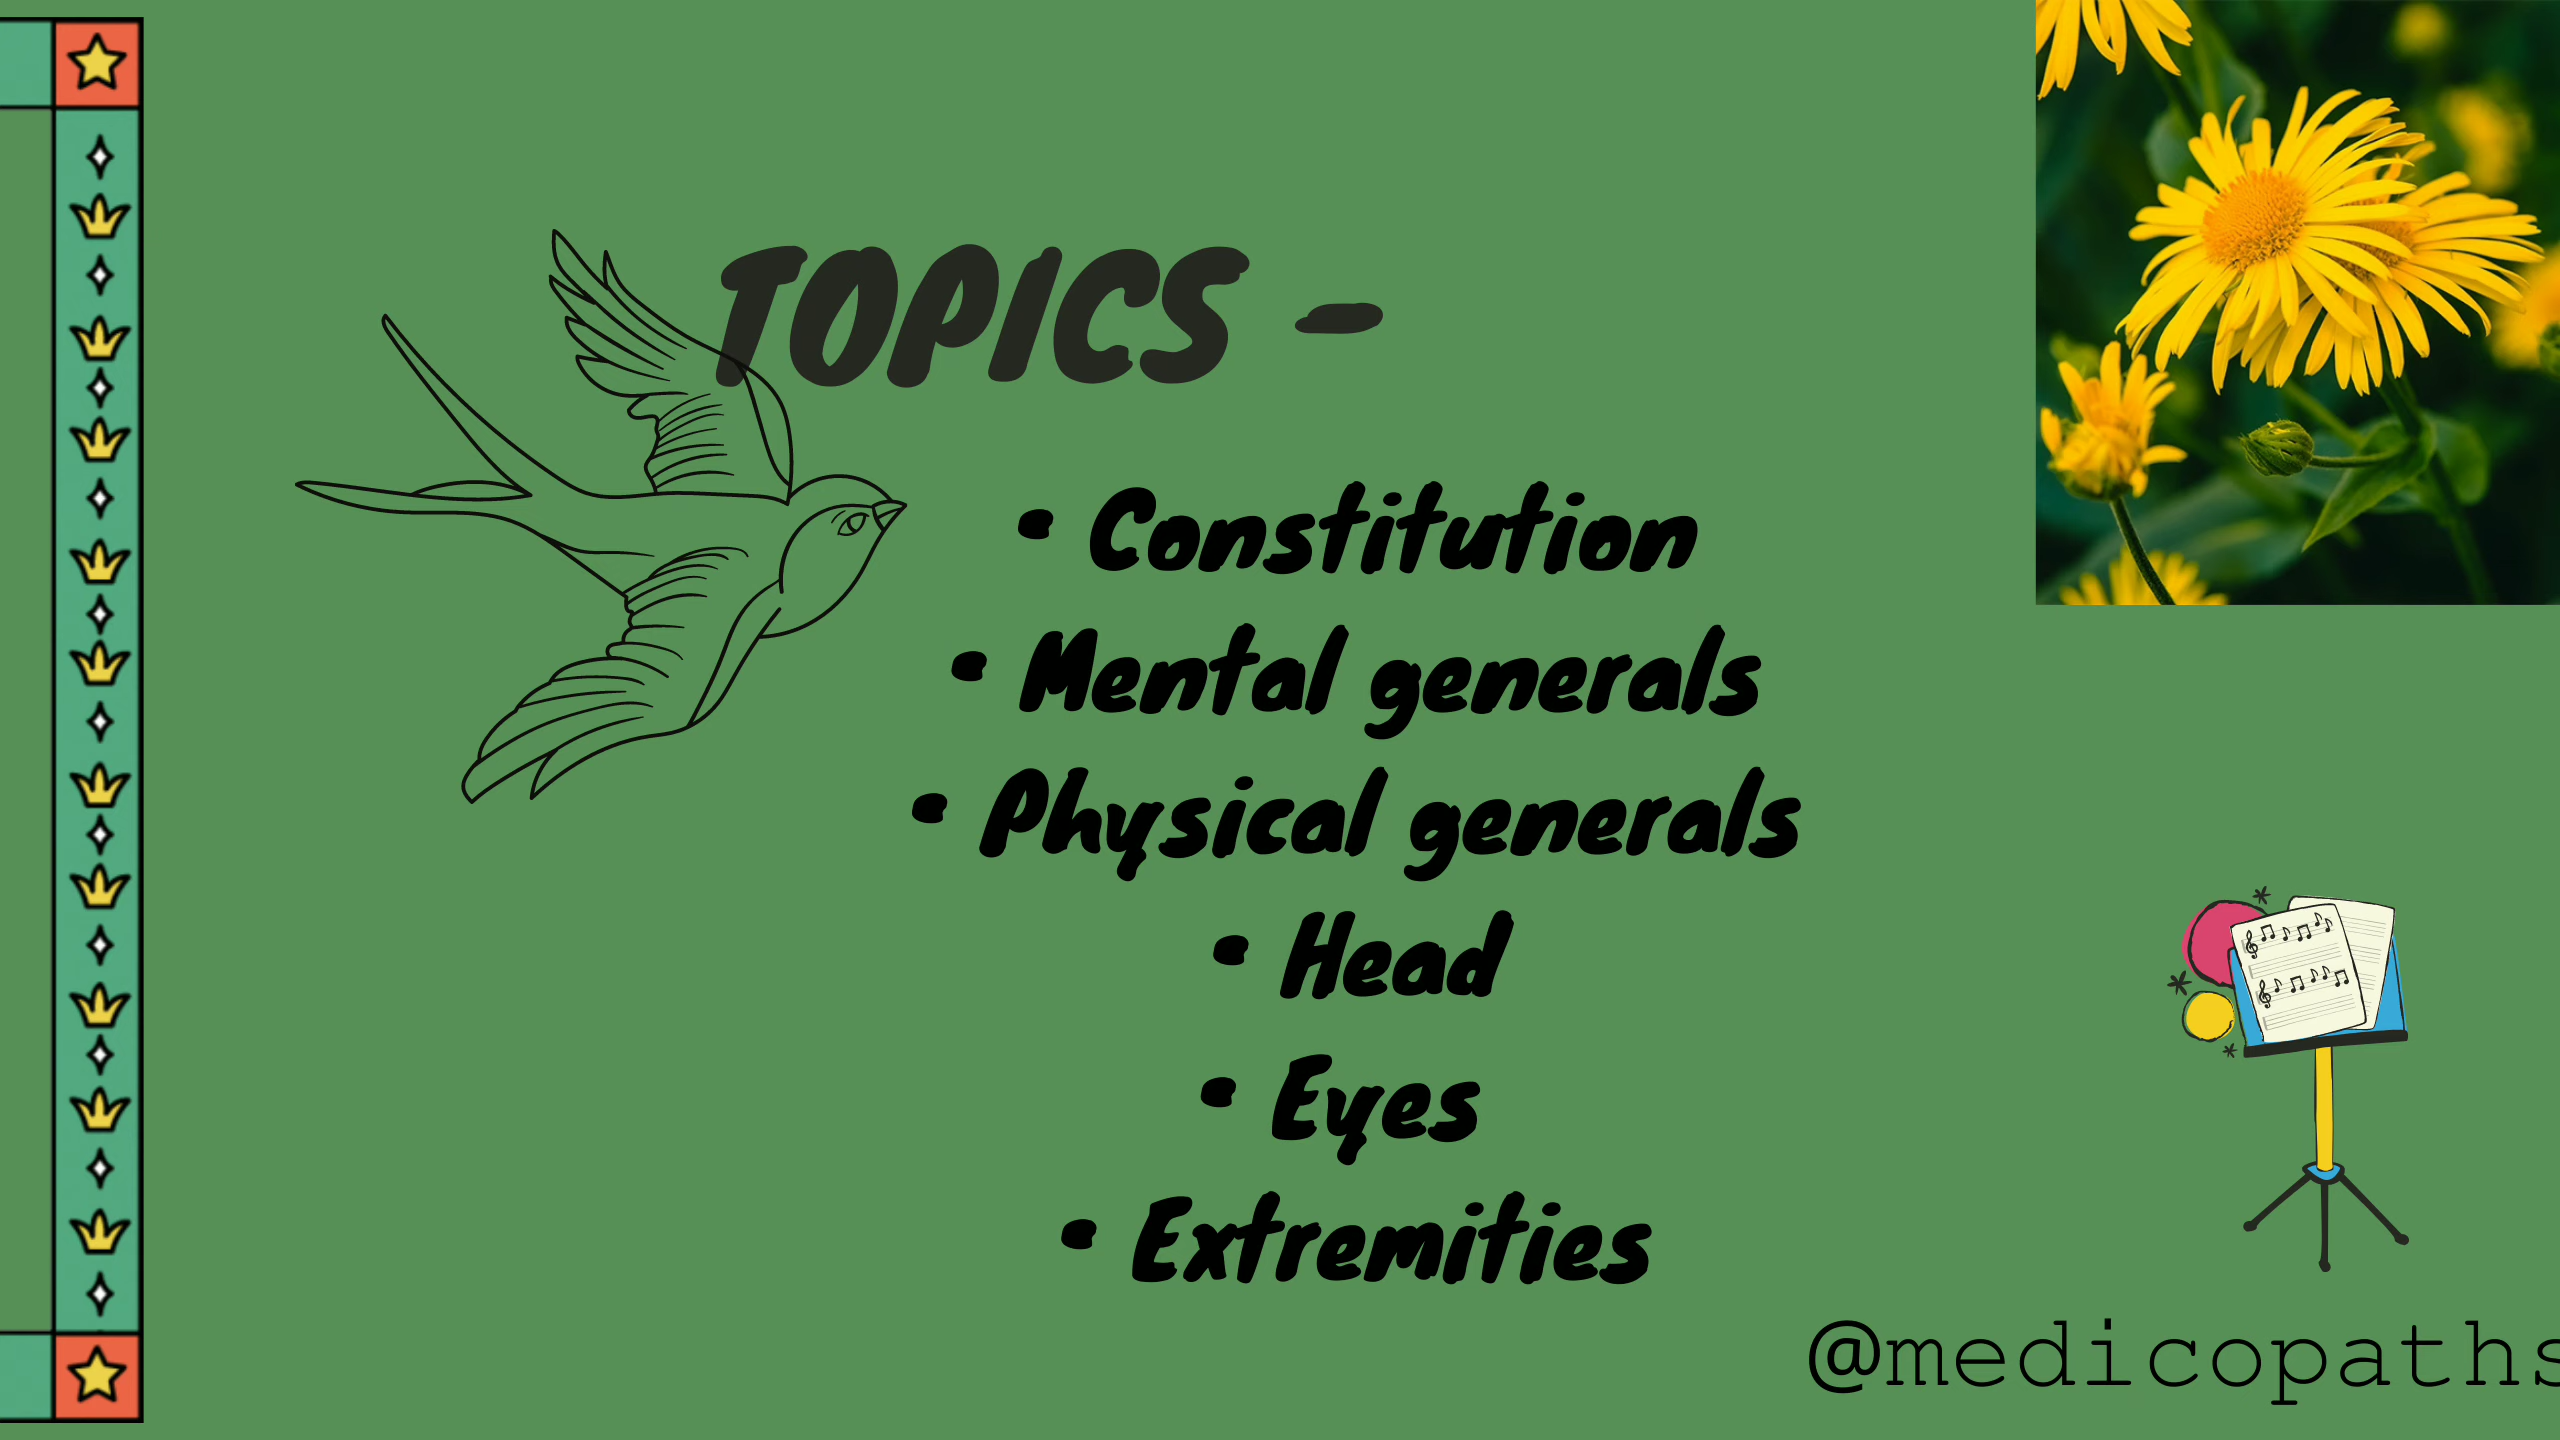 TOPICS -
• Constitution
• Mental generals
• Physical generals
• Head
• Eyes
• Extremities
@medicopaths